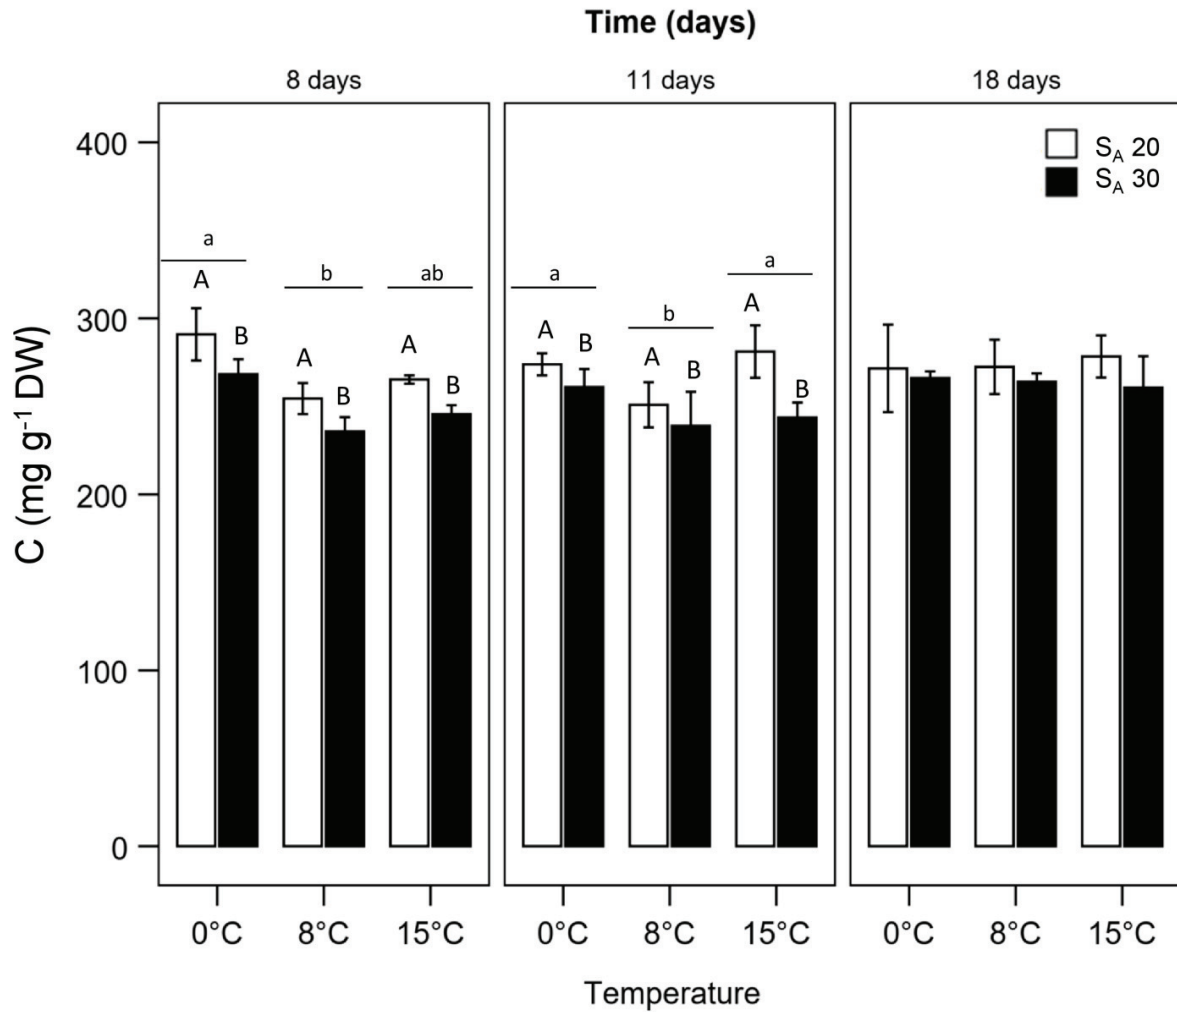 Time (days)
8 days 11 days 18 days
400
300
200
100
0
C (mg g⁻¹ DW)
S_A 20
S_A 30
a b ab
A B A B A B
a b a
A B A B A B
0°C 8°C 15°C 0°C 8°C 15°C 0°C 8°C 15°C
Temperature